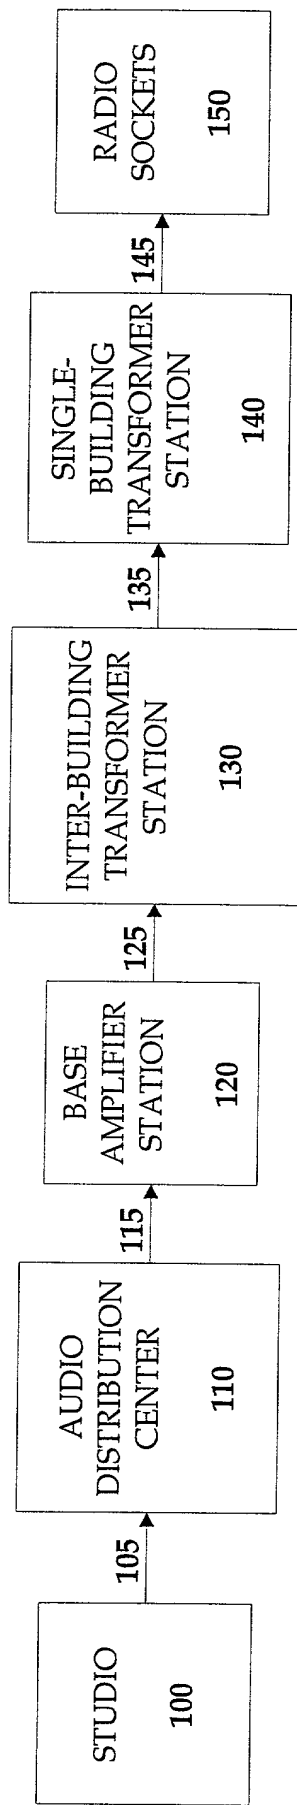 STUDIO
100
105
AUDIO
DISTRIBUTION
CENTER
110
115
BASE
AMPLIFIER
STATION
120
125
INTER-BUILDING
TRANSFORMER
STATION
130
135
SINGLE-
BUILDING
TRANSFORMER
STATION
140
145
RADIO
SOCKETS
150